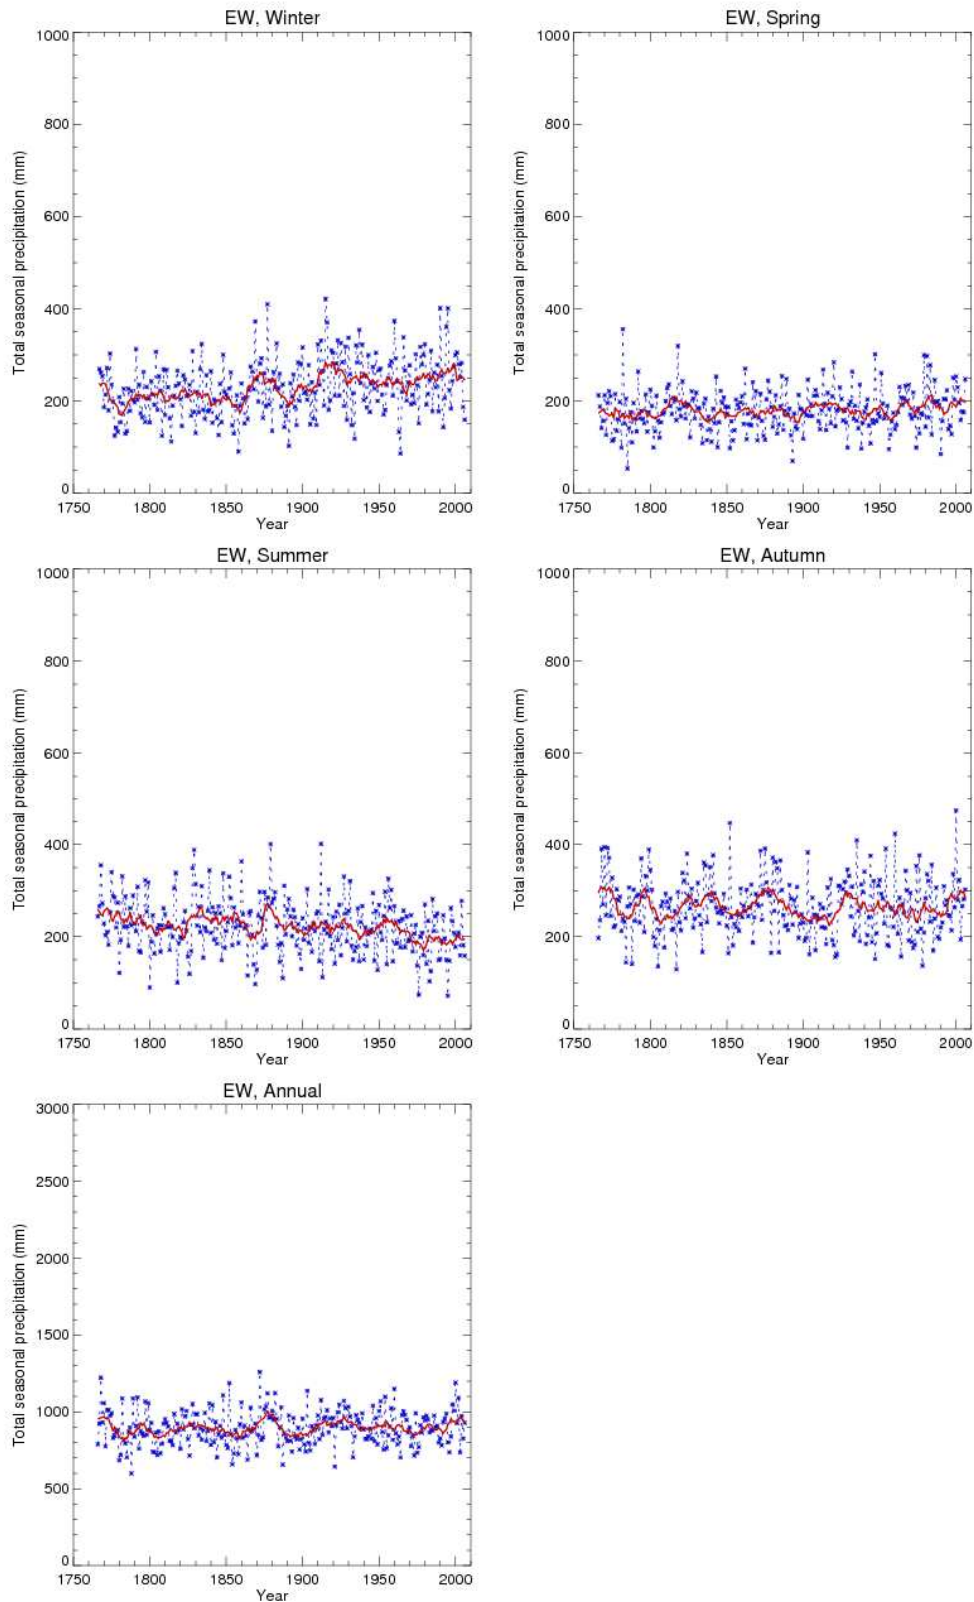 EW, Winter
1000
800
600
400
200
0
Total seasonal precipitation (mm)
1750 1800 1850 1900 1950 2000
Year
EW, Spring
1000
800
600
400
200
0
Total seasonal precipitation (mm)
1750 1800 1850 1900 1950 2000
Year
EW, Summer
1000
800
600
400
200
0
Total seasonal precipitation (mm)
1750 1800 1850 1900 1950 2000
Year
EW, Autumn
1000
800
600
400
200
0
Total seasonal precipitation (mm)
1750 1800 1850 1900 1950 2000
Year
EW, Annual
3000
2500
2000
1500
1000
500
0
Total seasonal precipitation (mm)
1750 1800 1850 1900 1950 2000
Year